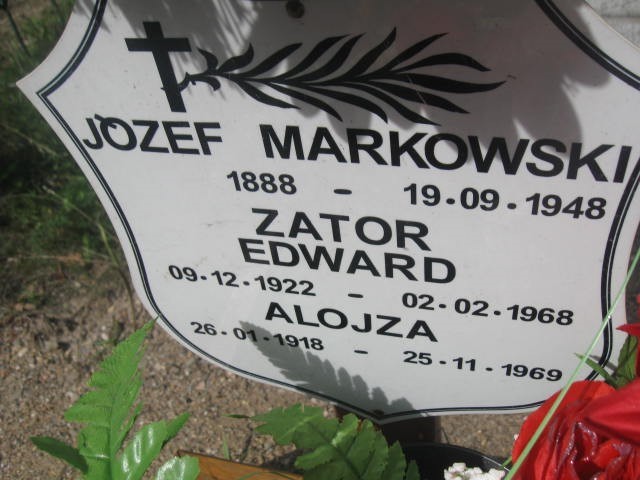 JÓZEF MARKOWSKI
1888 - 19.09.1948
ZATOR
EDWARD
09.12.1922 - 02.02.1968
ALOJZA
26.01.1918 - 25.11.1969